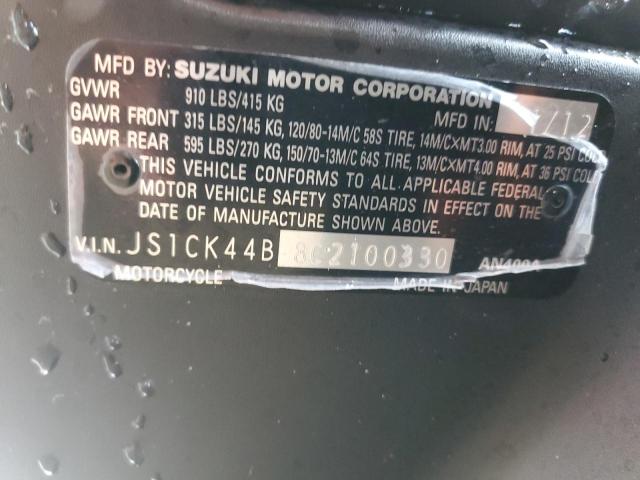 MFD BY: SUZUKI MOTOR CORPORATION
GVWR 910 LBS/415 KG MFD IN /12
GAWR FRONT 315 LBS/145 KG, 120/80-14M/C 58S TIRE, 14M/C×MT3.00 RIM, AT 25 PSI COLD
GAWR REAR 595 LBS/270 KG, 150/70-13M/C 64S TIRE, 13M/C×MT4.00 RIM, AT 36 PSI COLD
THIS VEHICLE CONFORMS TO ALL APPLICABLE FEDERAL
MOTOR VEHICLE SAFETY STANDARDS IN EFFECT ON THE
DATE OF MANUFACTURE SHOWN ABOVE.
V.I.N. JS1CK44B8C2100330 AN400A
MOTORCYCLE MADE IN JAPAN